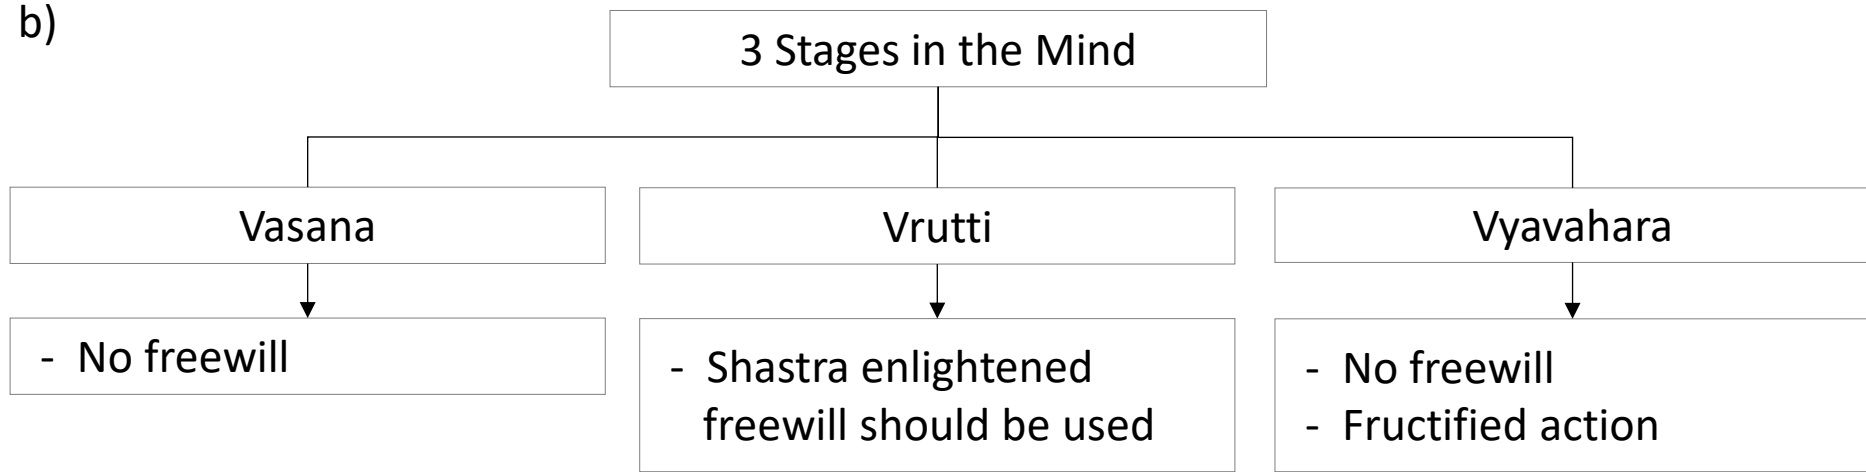 b)
3 Stages in the Mind
Vasana
Vrutti
Vyavahara
- No freewill
- Shastra enlightened
freewill should be used
- No freewill
- Fructified action